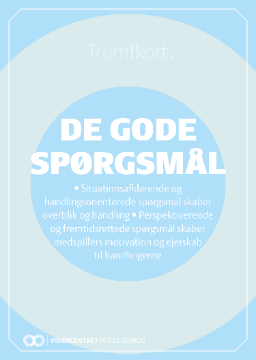 Trumfkort
DE GODE
SPØRGSMÅL
• Situationsafklarende og
handlingsorienterede spørgsmål skaber
overblik og handling • Perspektiverende
og fremtidsrettede spørgsmål skaber
medspillers motivation og ejerskab
til handlingerne
VIDENCENTRET FOR LANDBRUG